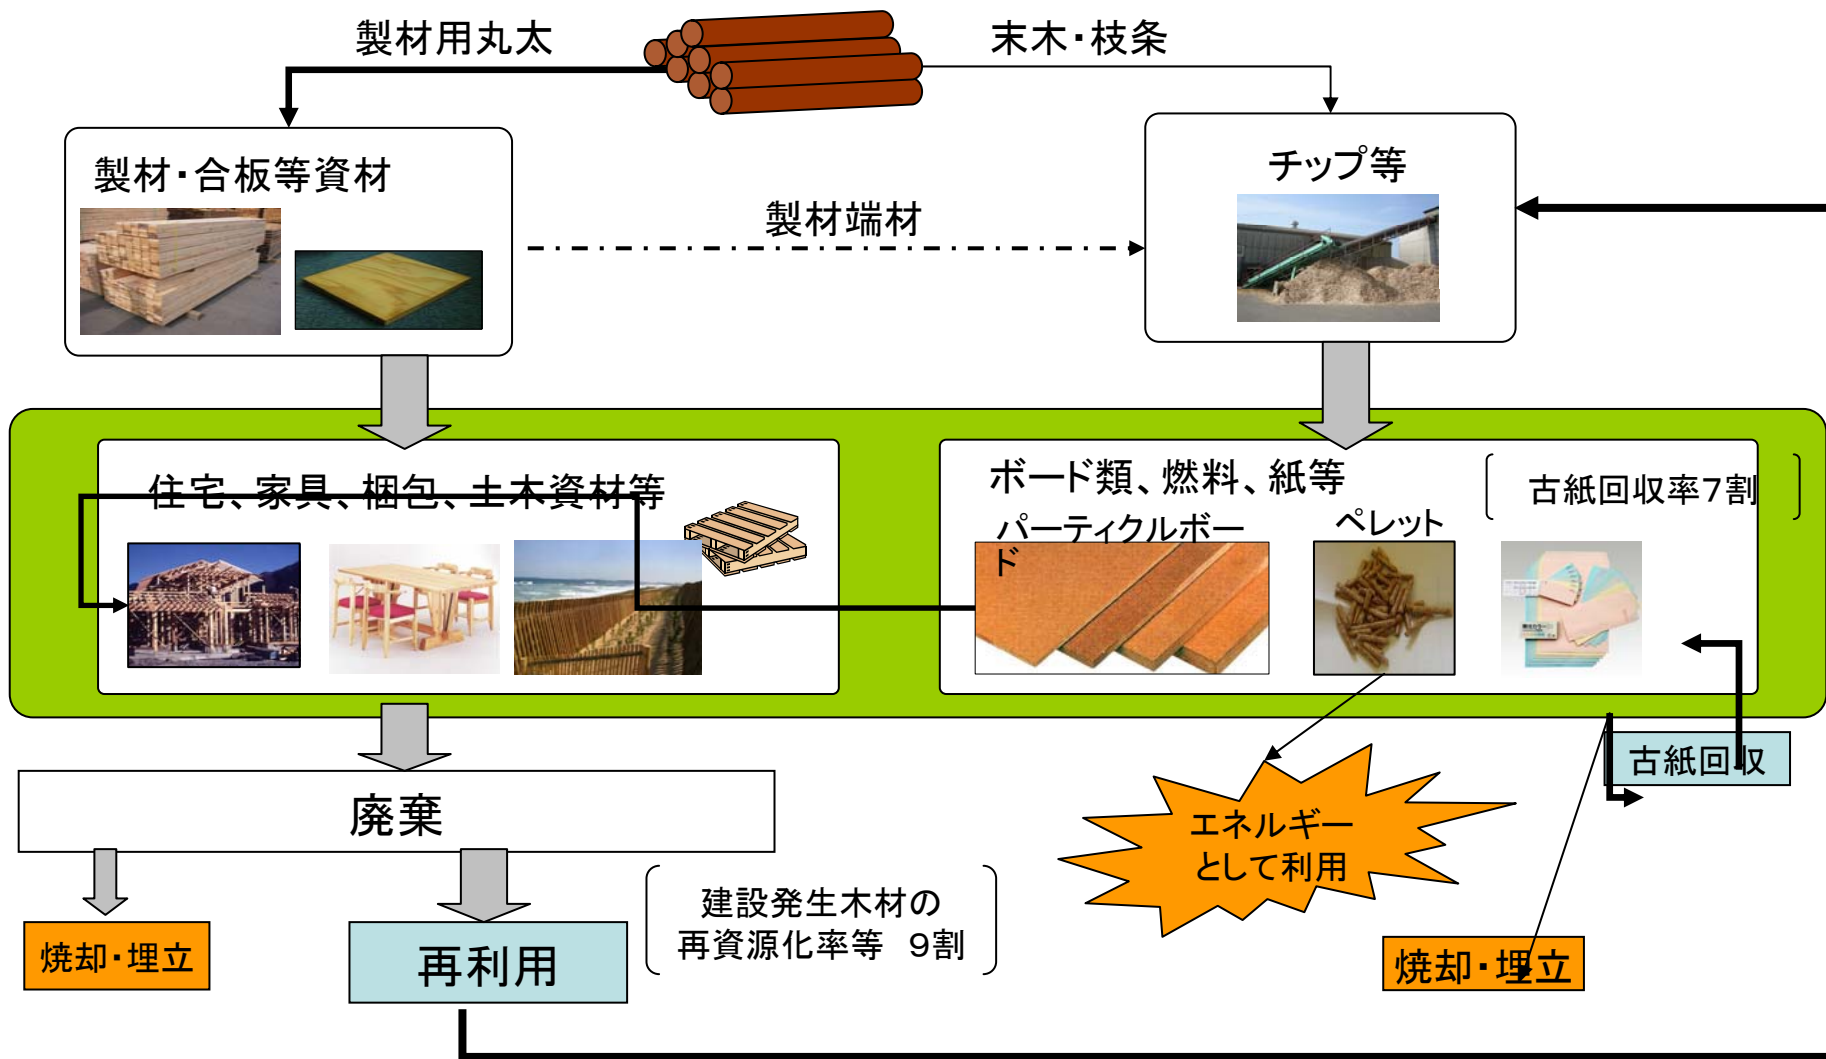 製材用丸太
末木・枝条
製材・合板等資材
チップ等
製材端材
住宅、家具、梱包、土木資材等
ボード類、燃料、紙等
古紙回収率7割
パーティクルボー
ド
ペレット
古紙回収
廃棄
エネルギー
として利用
建設発生木材の
再資源化率等　9割
焼却・埋立
再利用
焼却・埋立